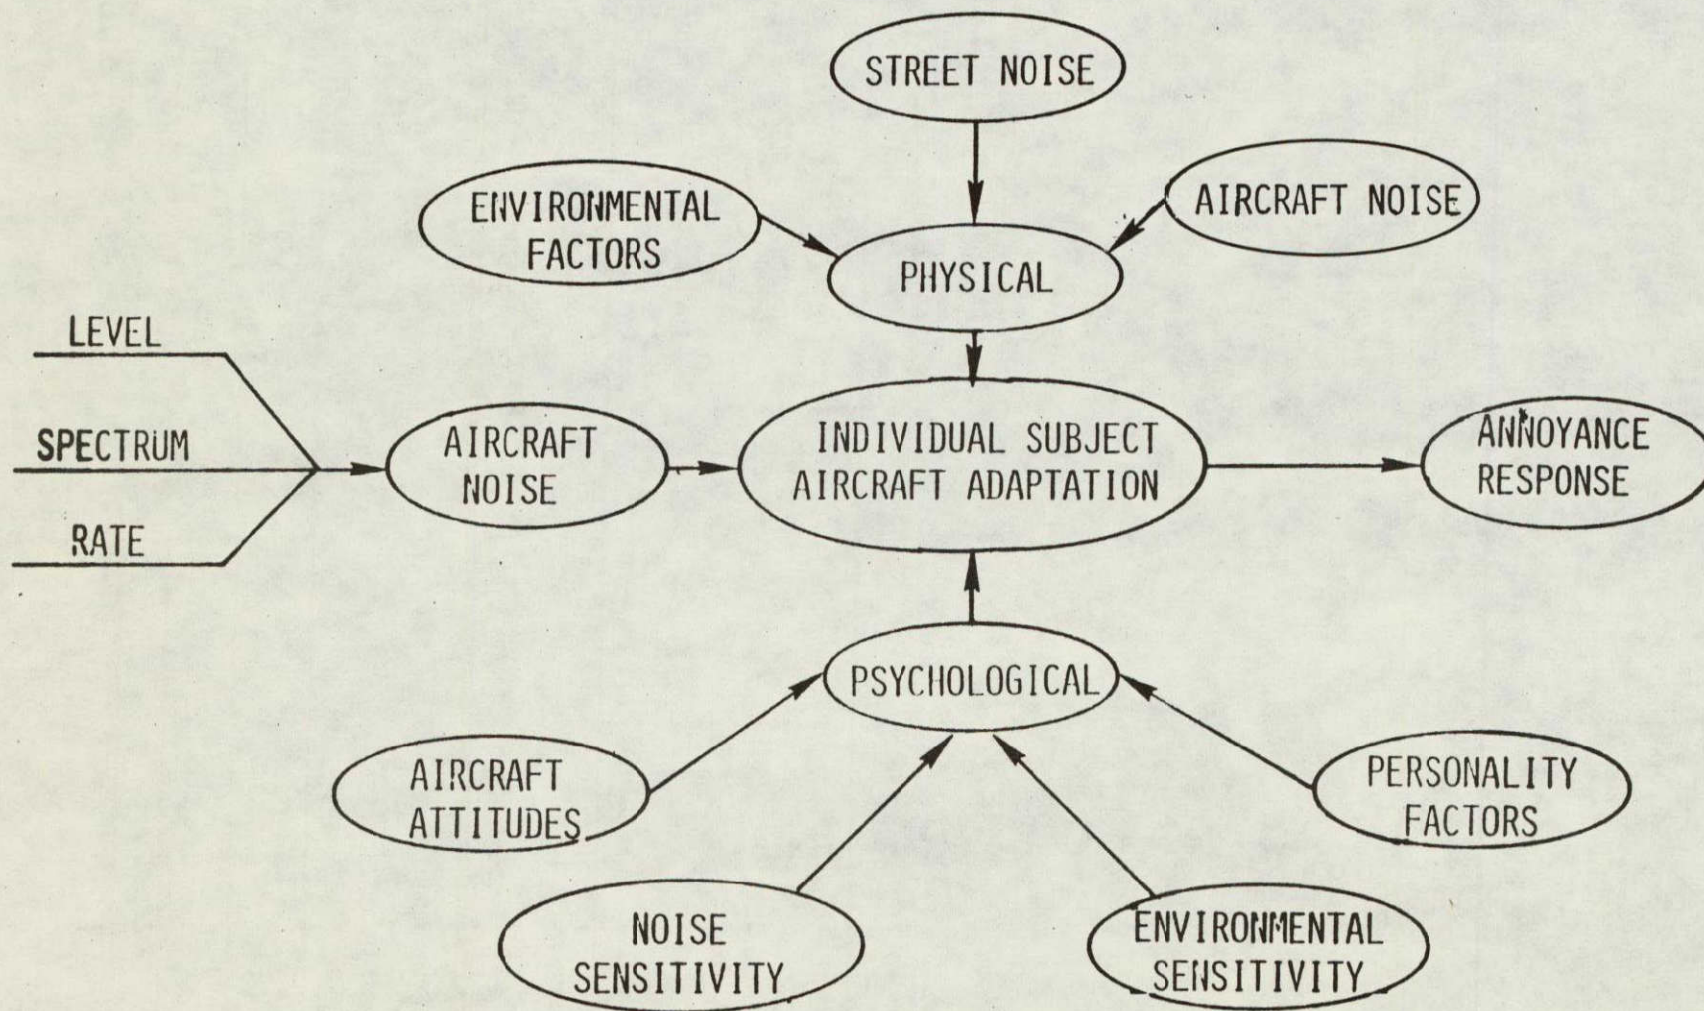 STREET NOISE
ENVIRONMENTAL
FACTORS
AIRCRAFT NOISE
PHYSICAL
LEVEL
SPECTRUM
RATE
AIRCRAFT
NOISE
INDIVIDUAL SUBJECT
AIRCRAFT ADAPTATION
ANNOYANCE
RESPONSE
PSYCHOLOGICAL
AIRCRAFT
ATTITUDES
PERSONALITY
FACTORS
NOISE
SENSITIVITY
ENVIRONMENTAL
SENSITIVITY